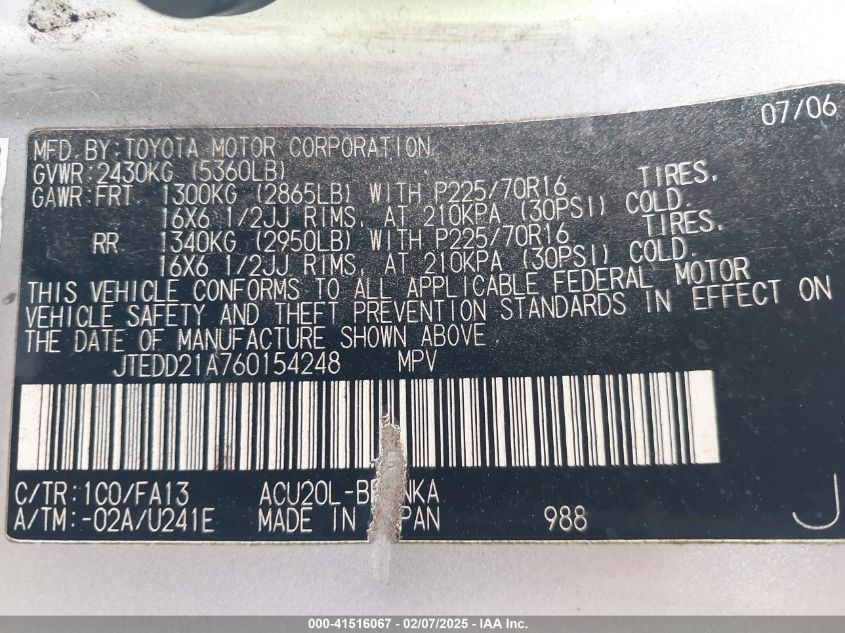 07/06
MFD. BY: TOYOTA MOTOR CORPORATION
GVWR: 2430KG (5360LB)
GAWR: FRT 1300KG (2865LB) WITH P225/70R16 TIRES,
16X6 1/2JJ RIMS, AT 210KPA (30PSI) COLD.
RR 1340KG (2950LB) WITH P225/70R16 TIRES,
16X6 1/2JJ RIMS, AT 210KPA (30PSI) COLD.
THIS VEHICLE CONFORMS TO ALL APPLICABLE FEDERAL MOTOR
VEHICLE SAFETY AND THEFT PREVENTION STANDARDS IN EFFECT ON
THE DATE OF MANUFACTURE SHOWN ABOVE
JTEDD21A760154248 MPV
C/TR: 1C0/FA13 
A/TM: -02A/U241E MADE IN 988
J
000-41516067 - 02/07/2025 - IAA Inc.